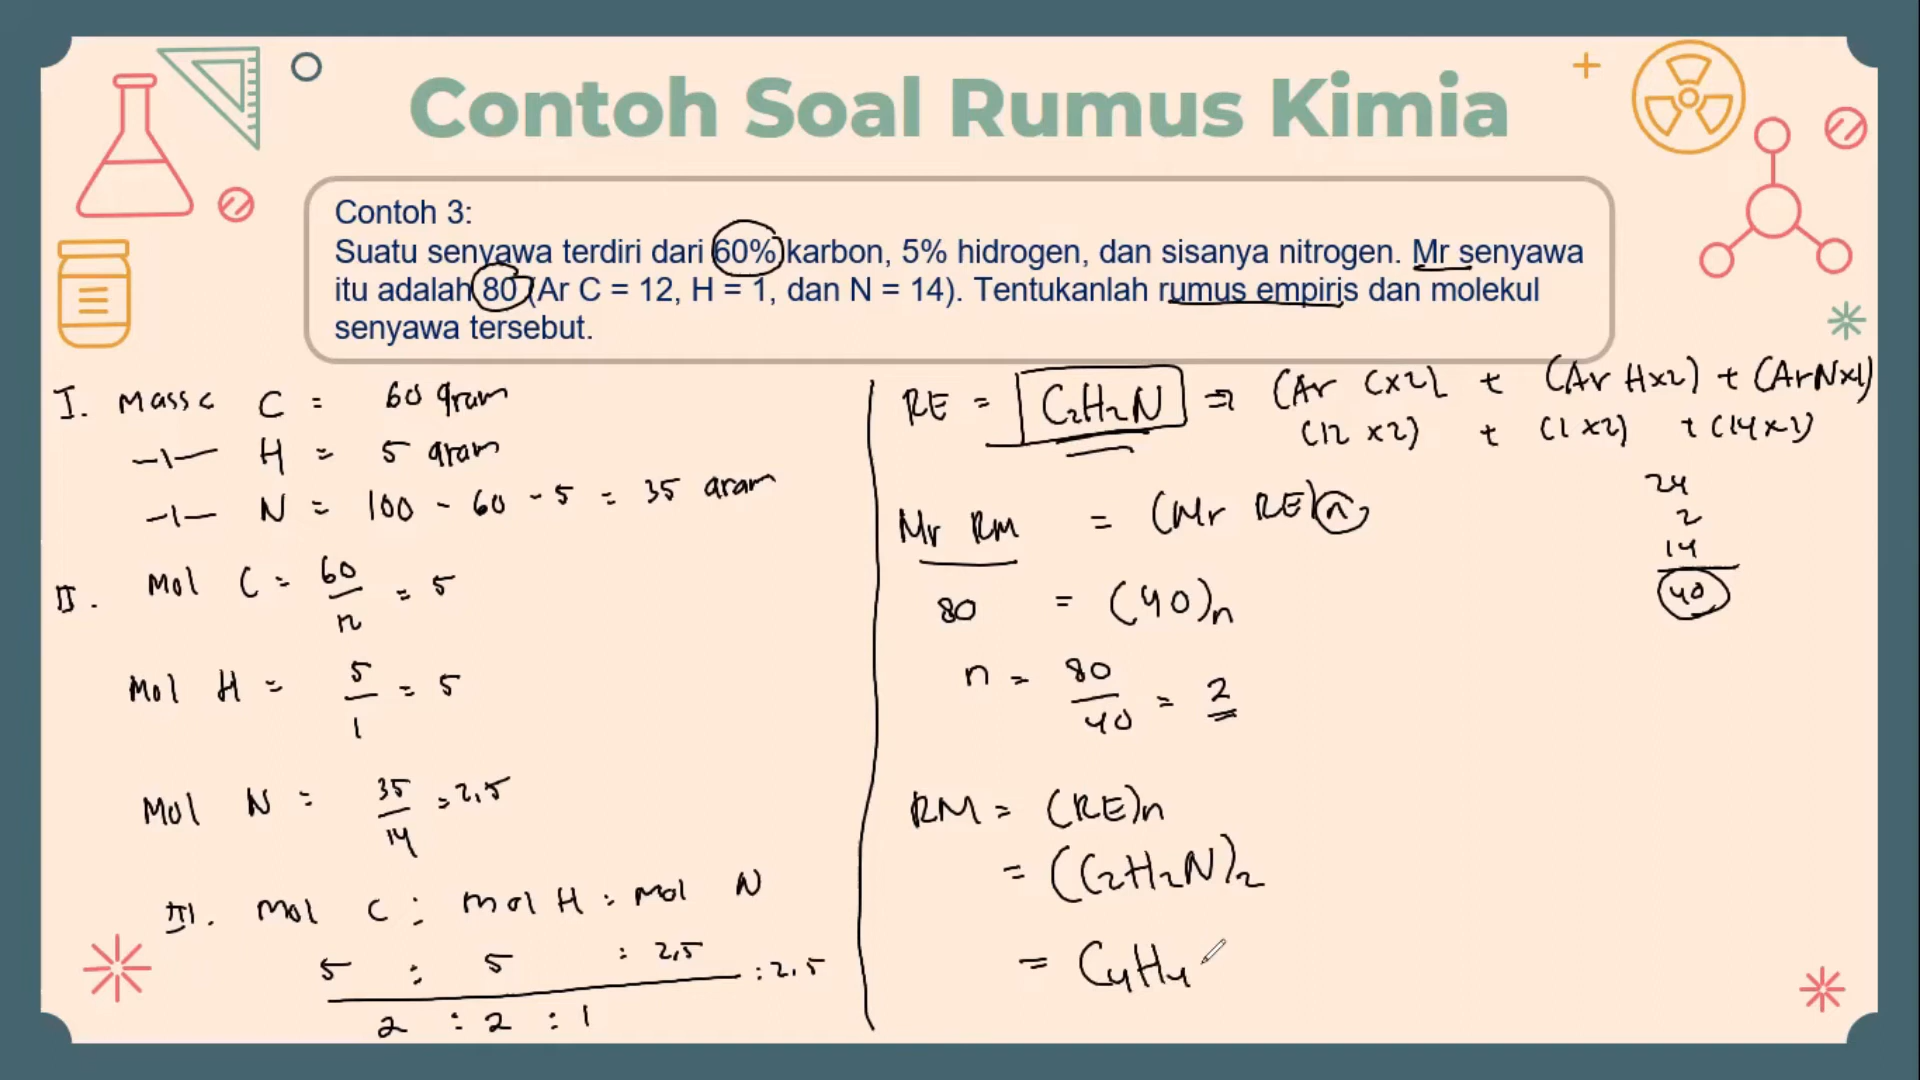 Contoh Soal Rumus Kimia
Contoh 3:
Suatu senyawa terdiri dari 60% karbon, 5% hidrogen, dan sisanya nitrogen. Mr senyawa
itu adalah 80 (Ar C = 12, H = 1, dan N = 14). Tentukanlah rumus empiris dan molekul
senyawa tersebut.
I. Massa C = 60 gram
-ı- H = 5 gram
-ı- N = 100 - 60 - 5 = 35 gram
II. Mol C = 60/12 = 5
Mol H = 5/1 = 5
Mol N = 35/14 = 2,5
III. Mol C : mol H : mol N
5 : 5 : 2,5 : 2,5
2 : 2 : 1
RE = C₂H₂N ⇒ (Ar C×2) + (Ar H×2) + (Ar N×1)
(12 ×2) + (1 ×2) + (14 ×1)
24
2
14
40
Mr RM = (Mr RE)n
80 = (40)n
n = 80/40 = 2
RM = (RE)n
= (C₂H₂N)₂
= C₄H₄